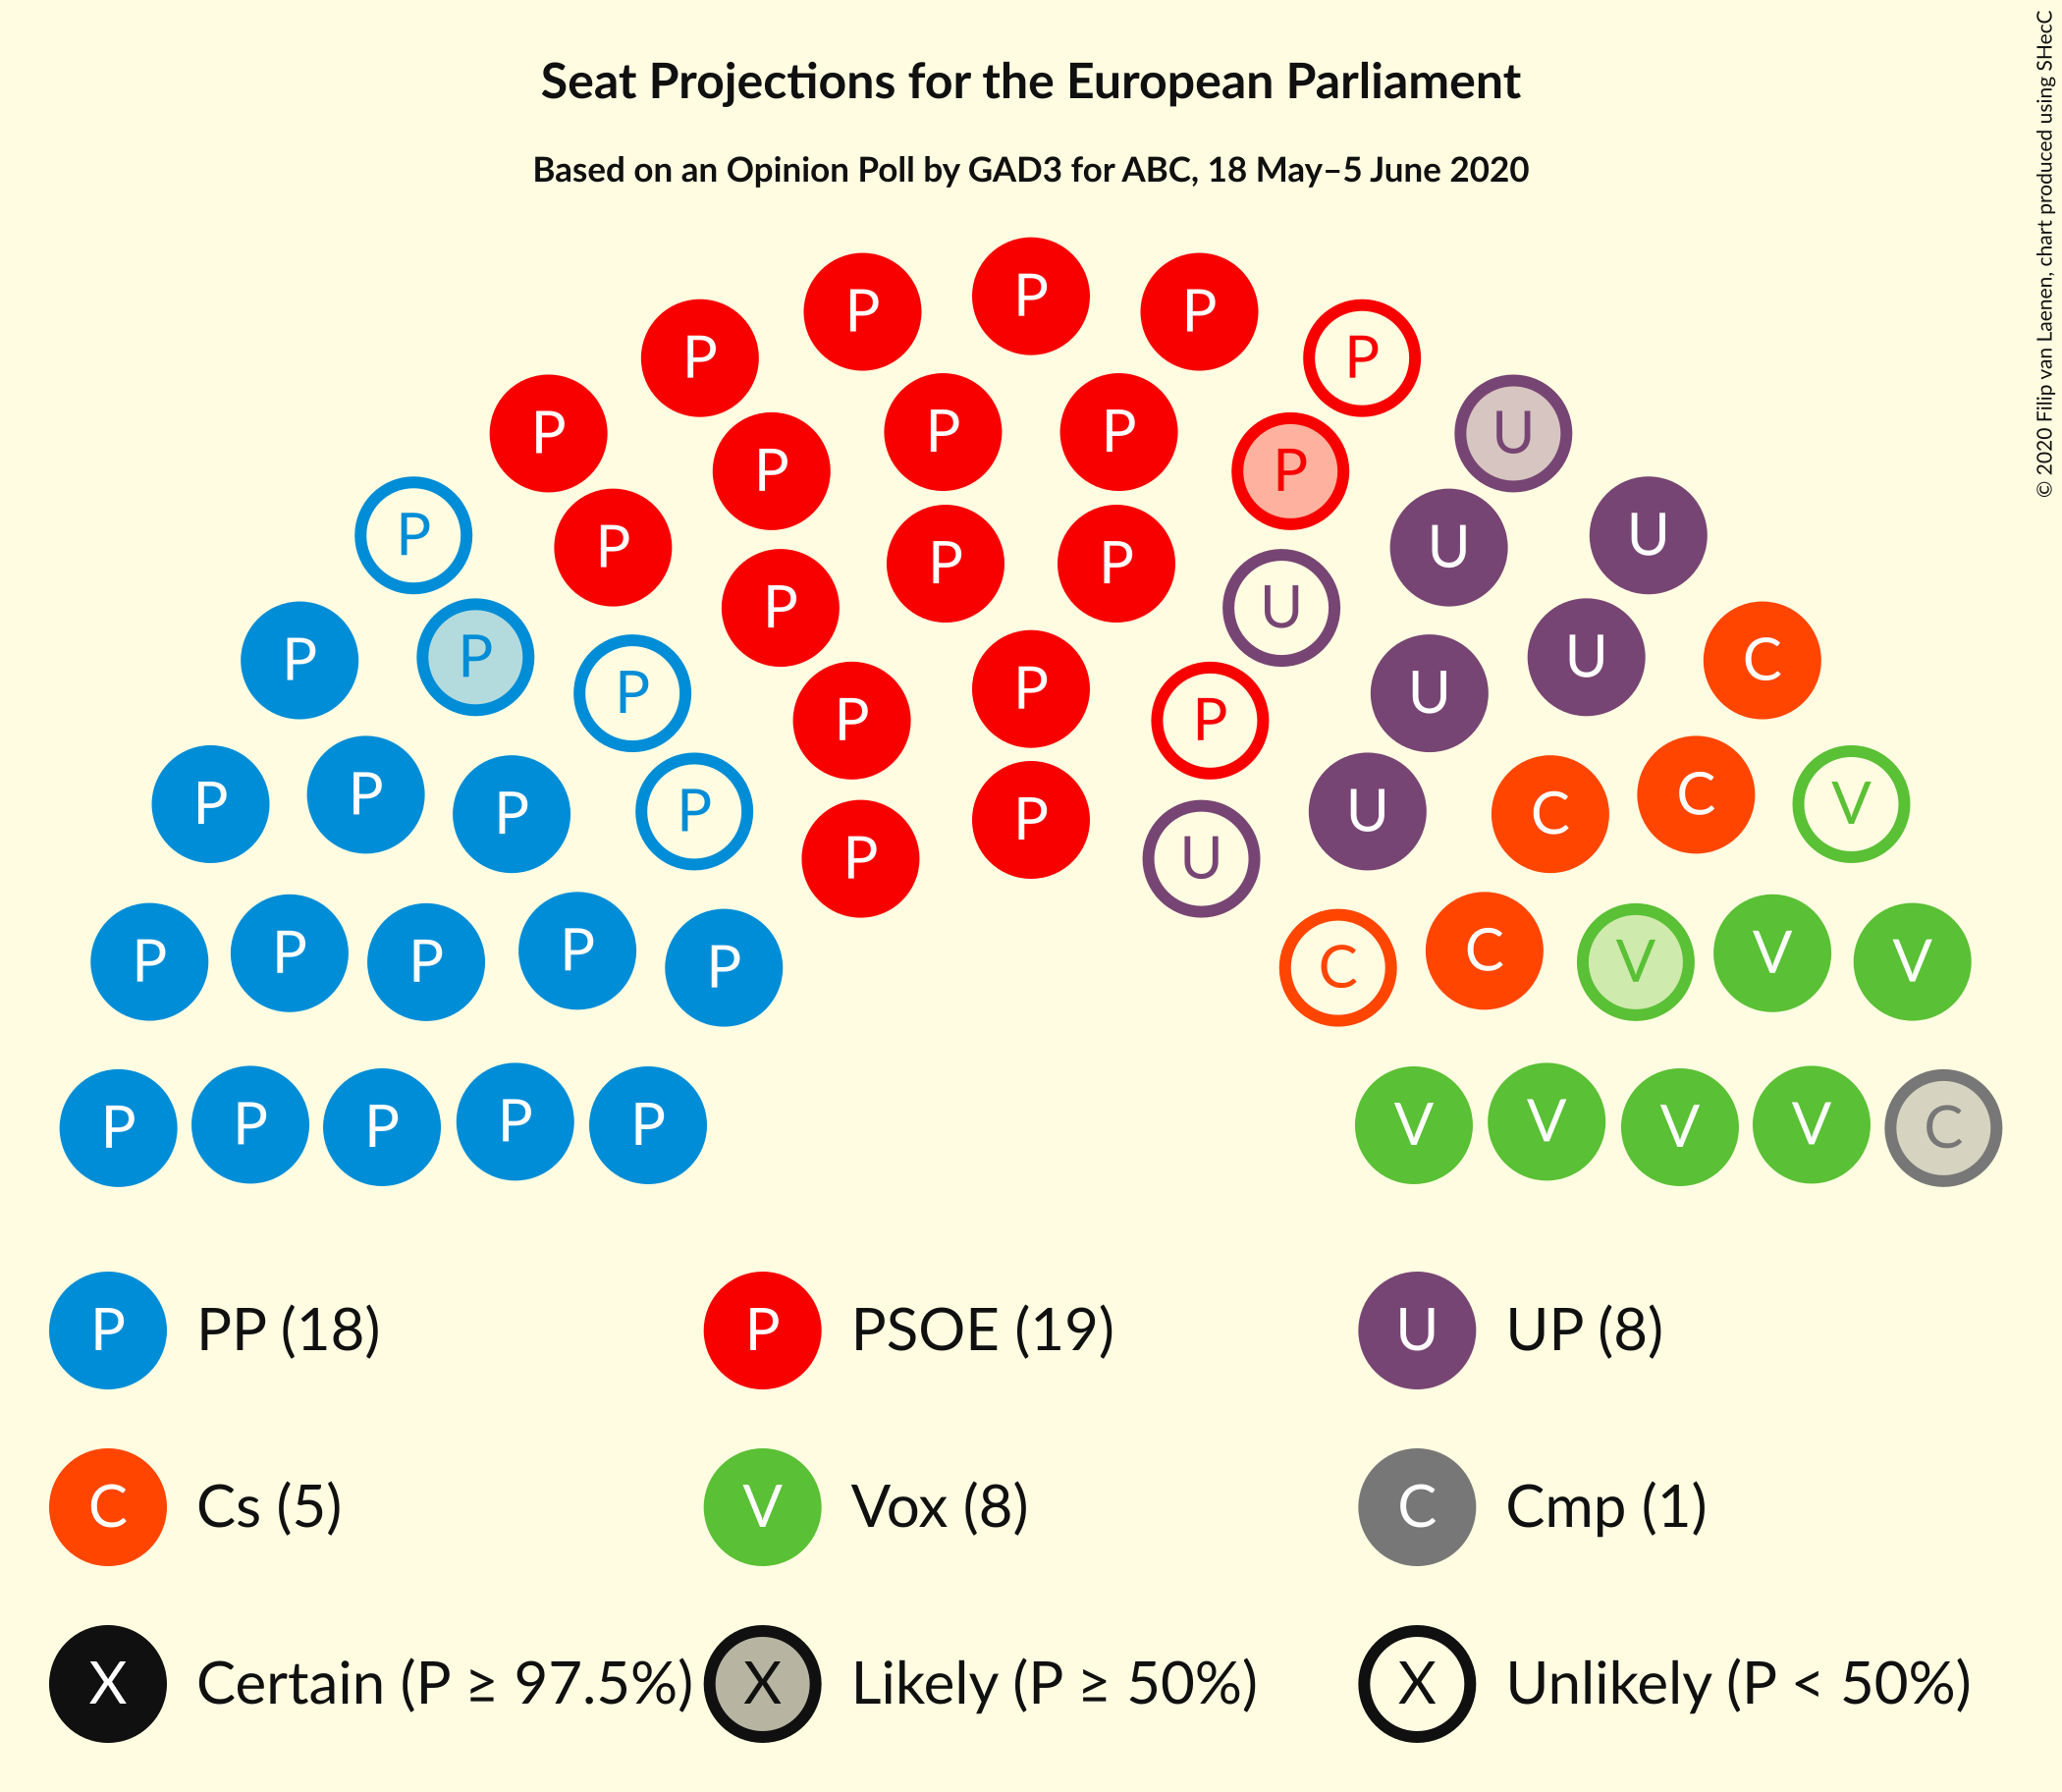 Seat Projections for the European Parliament
Based on an Opinion Poll by GAD3 for ABC, 18 May–5 June 2020
© 2020 Filip van Laenen, chart produced using SHecC
P P P
P P
P P P U
P P
P P P P U U
P U
P P U C
P P U
P P
P P P P P U C C V
P U
P P P P P C C V V V
P P P P P V V V V C
P PP (18) P PSOE (19) U UP (8)
C Cs (5) V Vox (8) C Cmp (1)
X Certain (P ≥ 97.5%) X Likely (P ≥ 50%) X Unlikely (P < 50%)